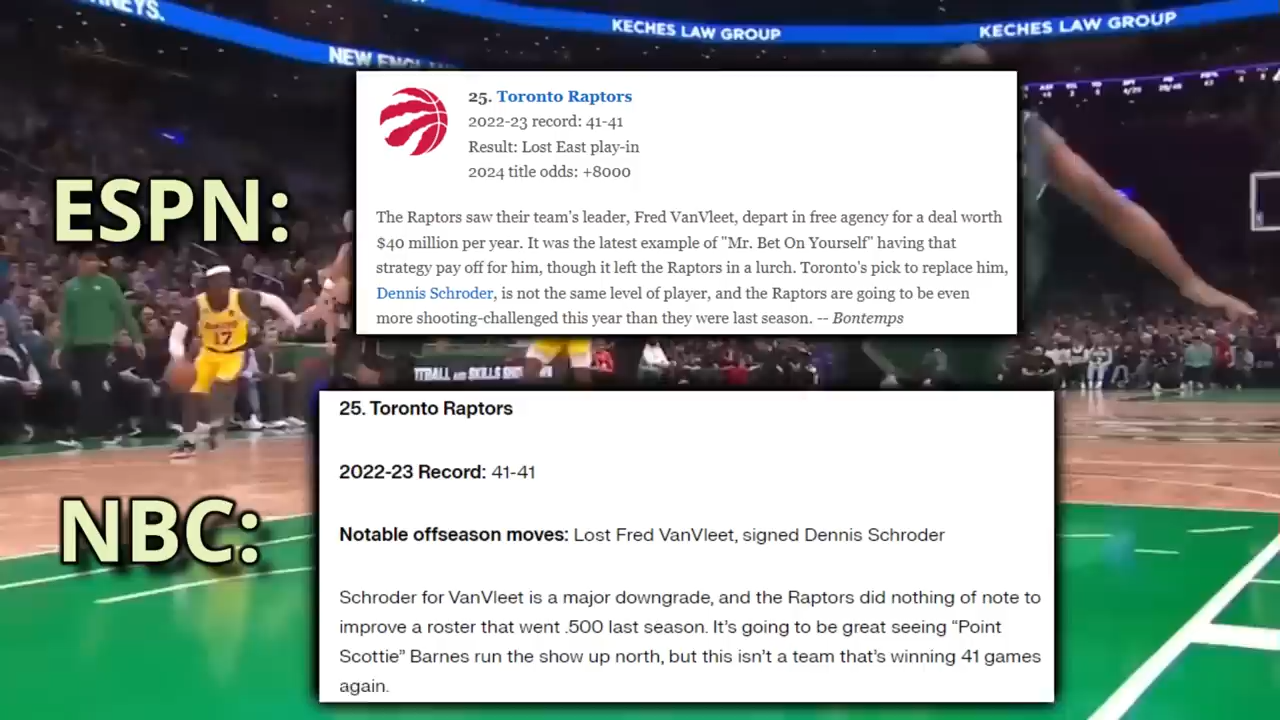 RNEYS.
KECHES LAW GROUP
KECHES LAW GROUP
ESPN:
25. Toronto Raptors
2022-23 record: 41-41
Result: Lost East play-in
2024 title odds: +8000
The Raptors saw their team's leader, Fred VanVleet, depart in free agency for a deal worth
$40 million per year. It was the latest example of "Mr. Bet On Yourself" having that
strategy pay off for him, though it left the Raptors in a lurch. Toronto's pick to replace him,
Dennis Schroder, is not the same level of player, and the Raptors are going to be even
more shooting-challenged this year than they were last season. -- Bontemps
17
NBC:
25. Toronto Raptors
2022-23 Record: 41-41
Notable offseason moves: Lost Fred VanVleet, signed Dennis Schroder
Schroder for VanVleet is a major downgrade, and the Raptors did nothing of note to
improve a roster that went .500 last season. It's going to be great seeing “Point
Scottie” Barnes run the show up north, but this isn't a team that's winning 41 games
again.